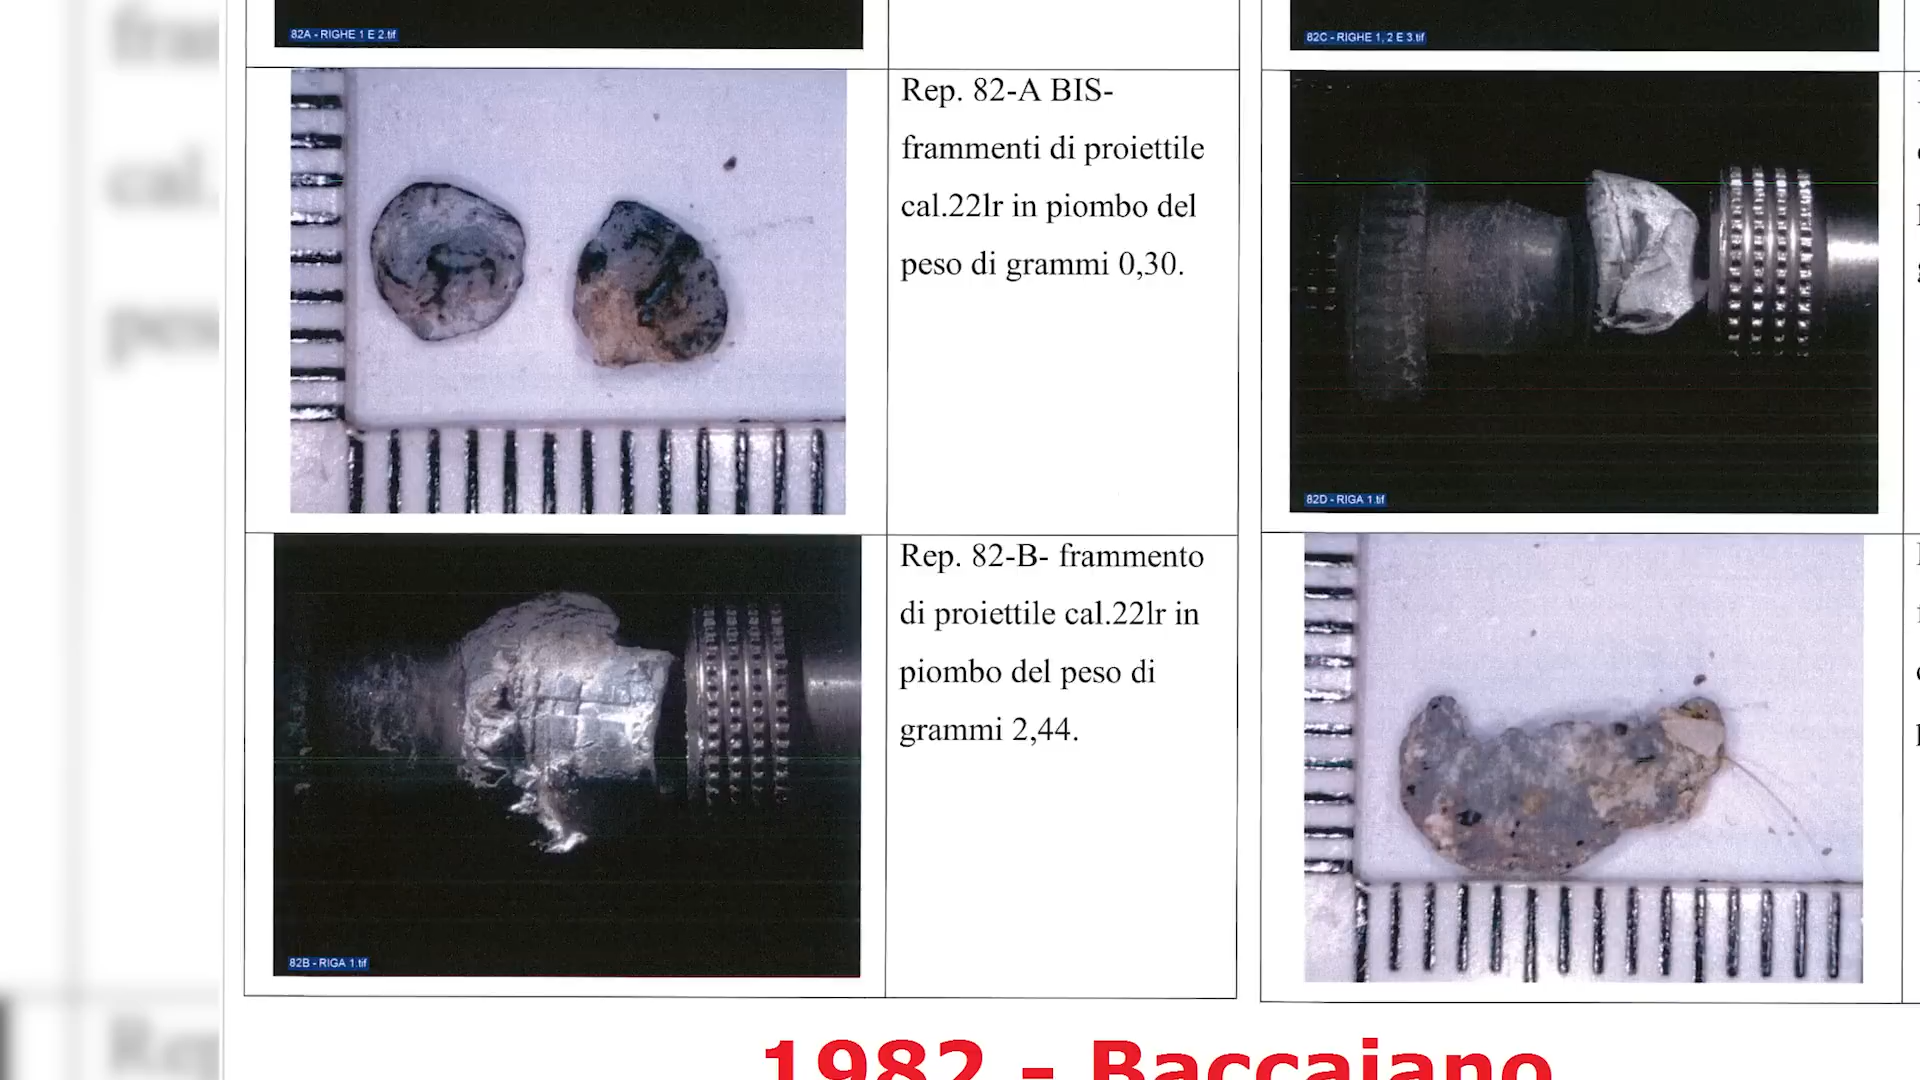 82A - RIGHE 1 E 2.tif
82C - RIGHE 1, 2 E 3.tif
Rep. 82-A BIS-
frammenti di proiettile
cal.22lr in piombo del
peso di grammi 0,30.
82D - RIGA 1.tif
Rep. 82-B- frammento
di proiettile cal.22lr in
piombo del peso di
grammi 2,44.
82B - RIGA 1.tif
1982 - Baccaiano